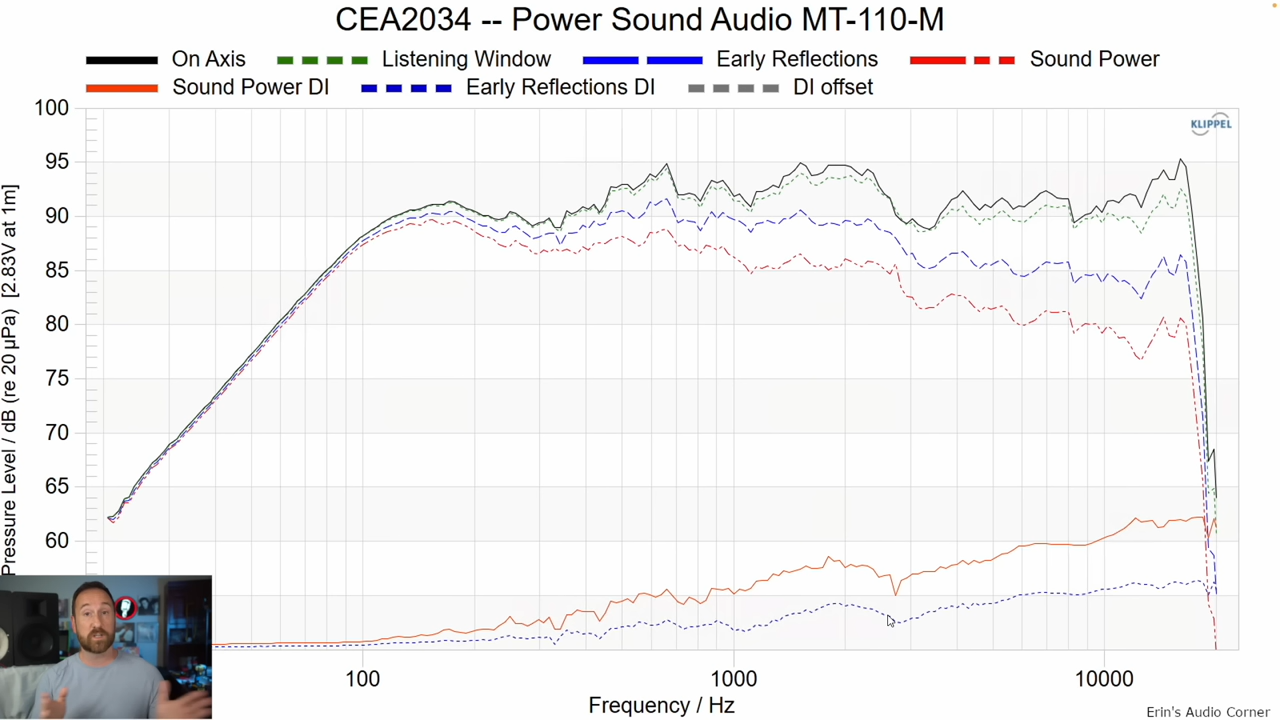 CEA2034 -- Power Sound Audio MT-110-M
On Axis Listening Window Early Reflections Sound Power
Sound Power DI Early Reflections DI DI offset
100
95
90
85
80
75
70
65
60
Pressure Level / dB (re 20 µPa) [2.83V at 1m]
KLIPPEL
100 1000 10000
Frequency / Hz
Erin's Audio Corner